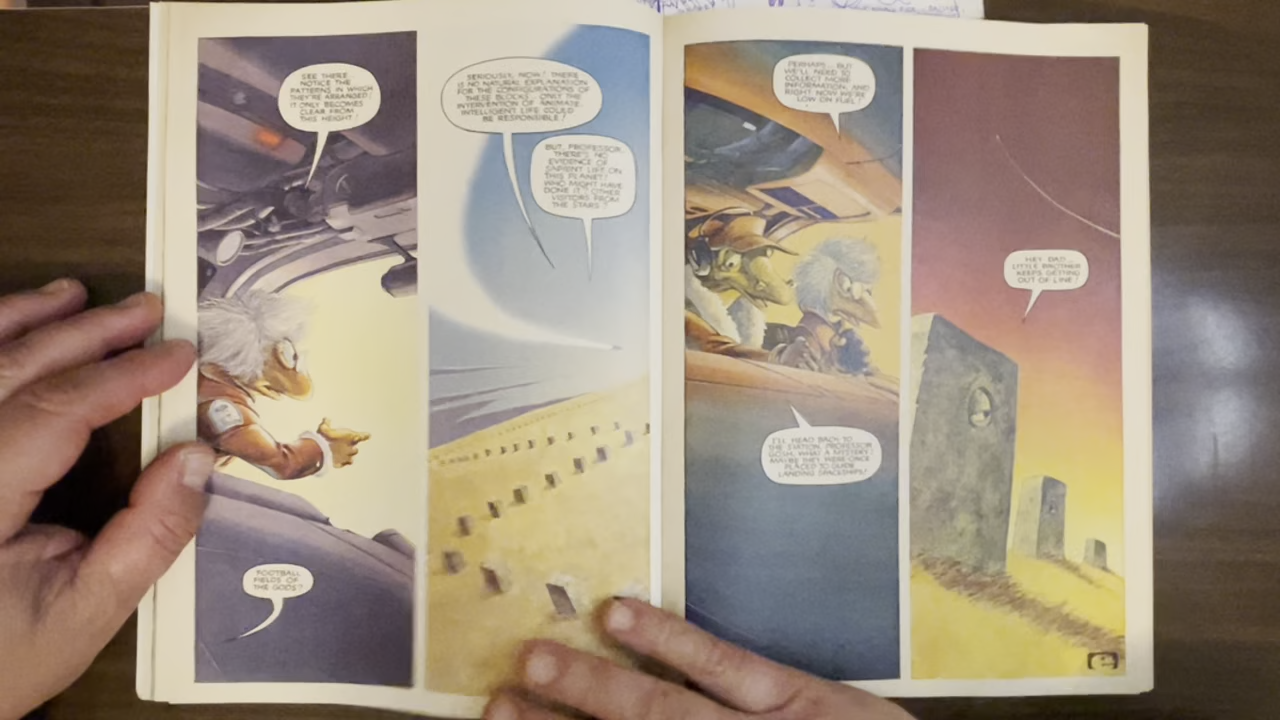 SEE THERE...
NOTICE THE
PATTERNS IN WHICH
THEY'RE ARRANGED!
IT ONLY BECOMES
CLEAR FROM
THIS HEIGHT!
FOOTBALL
FIELDS OF
THE GODS?
SERIOUSLY, NOW! THERE
IS NO NATURAL EXPLANATION
FOR THE CONFIGURATIONS OF
THESE BLOCKS... ONLY THE
INTERVENTION OF ANIMATE,
INTELLIGENT LIFE COULD
BE RESPONSIBLE!
BUT, PROFESSOR,
THERE'S NO
EVIDENCE OF
SAPIENT LIFE ON
THIS PLANET!
WHO MIGHT HAVE
DONE IT? OTHER
VISITORS FROM
THE STARS?
PERHAPS... BUT
WE'LL NEED TO
COLLECT MORE
INFORMATION, AND
RIGHT NOW WE'RE
LOW ON FUEL!
I'LL HEAD BACK TO
THE STATION, PROFESSOR.
GOSH, WHAT A MYSTERY!
MAYBE THEY WERE ONCE
PLACED TO GUIDE
LANDING SPACESHIPS!
HEY DAD...
LITTLE BROTHER
KEEPS GETTING
OUT OF LINE!
e